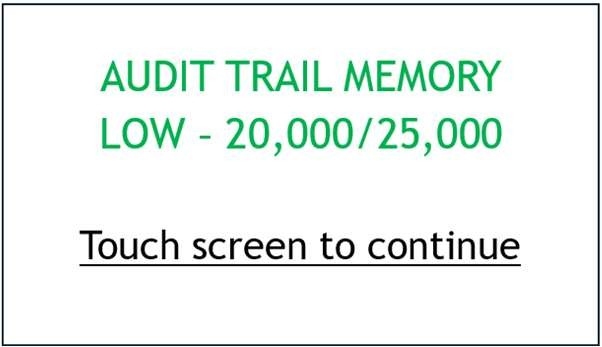 AUDIT TRAIL MEMORY
LOW – 20,000/25,000
Touch screen to continue